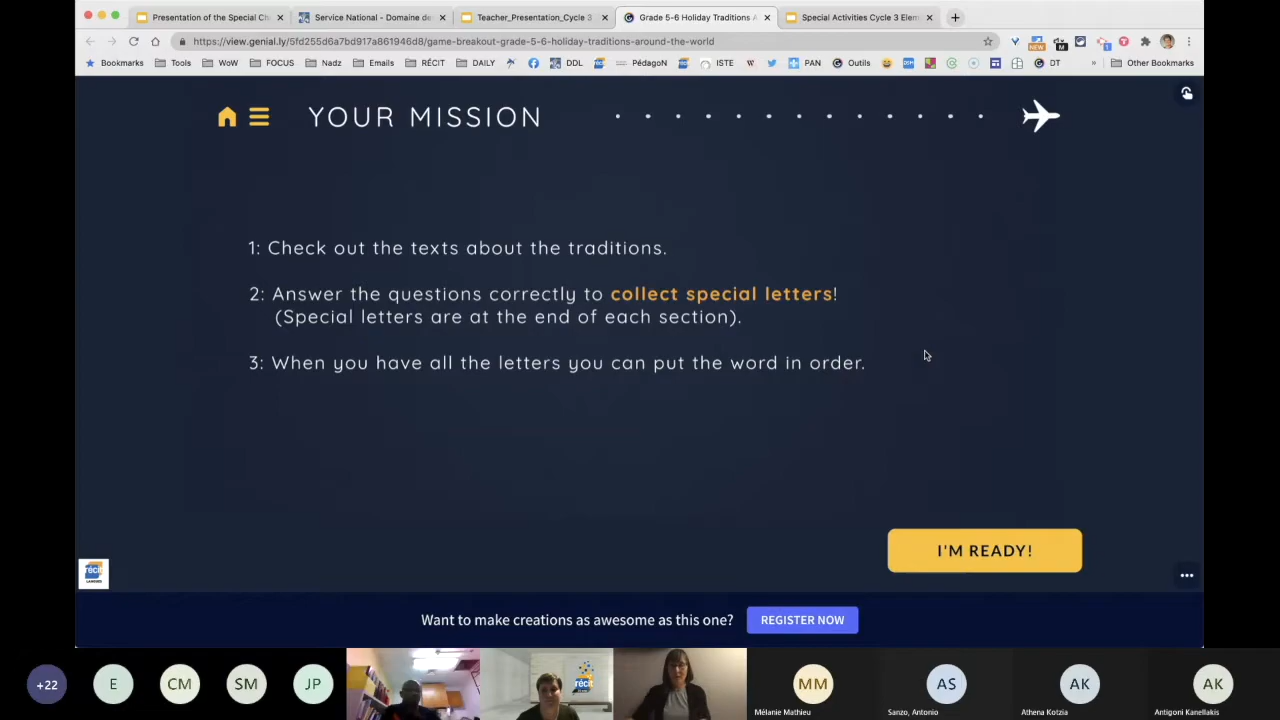 Presentation of the Special Ch
Service National - Domaine de
Teacher_Presentation_Cycle 3
Grade 5-6 Holiday Traditions A
Special Activities Cycle 3 Elem
https://view.genial.ly/5fd255d6a7bd917a861946d8/game-breakout-grade-5-6-holiday-traditions-around-the-world
NEW
M
Bookmarks Tools WoW FOCUS Nadz Emails RÉCIT DAILY DDL PédagoN ISTE PAN Outils DT » Other Bookmarks
YOUR MISSION
1: Check out the texts about the traditions.
2: Answer the questions correctly to collect special letters!
(Special letters are at the end of each section).
3: When you have all the letters you can put the word in order.
I'M READY!
récit
LANGUES
Want to make creations as awesome as this one? REGISTER NOW
+22 E CM SM JP récit MM AS AK AK
Mélanie Mathieu Sanzo, Antonio Athena Kotzia Antigoni Kanellakis